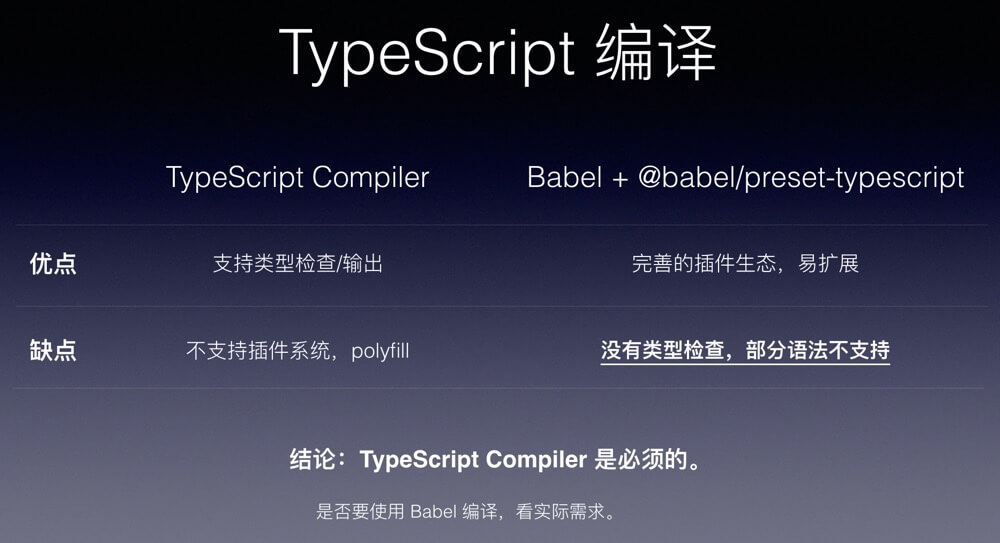 TypeScript 编译
TypeScript Compiler
Babel + @babel/preset-typescript
优点
支持类型检查/输出
完善的插件生态，易扩展
缺点
不支持插件系统，polyfill
没有类型检查，部分语法不支持
结论：TypeScript Compiler 是必须的。
是否要使用 Babel 编译，看实际需求。